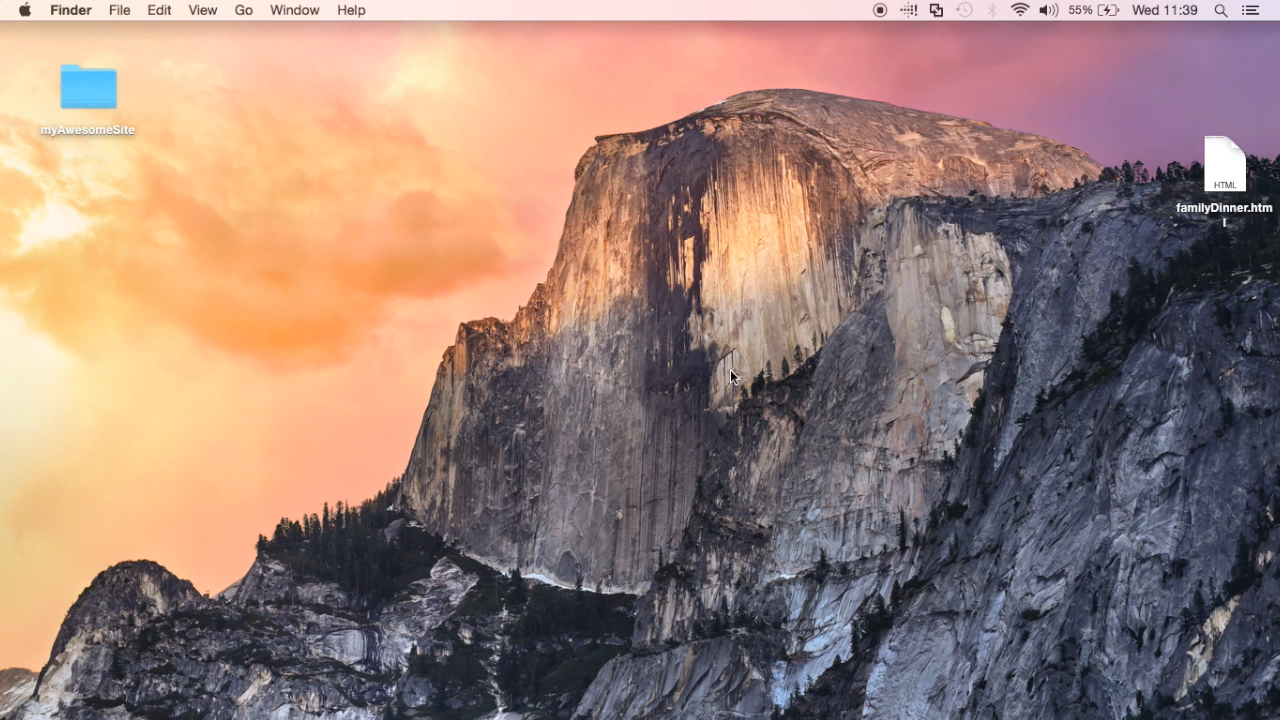 Finder File Edit View Go Window Help 55% Wed 11:39
myAwesomeSite
HTML
familyDinner.htm
l